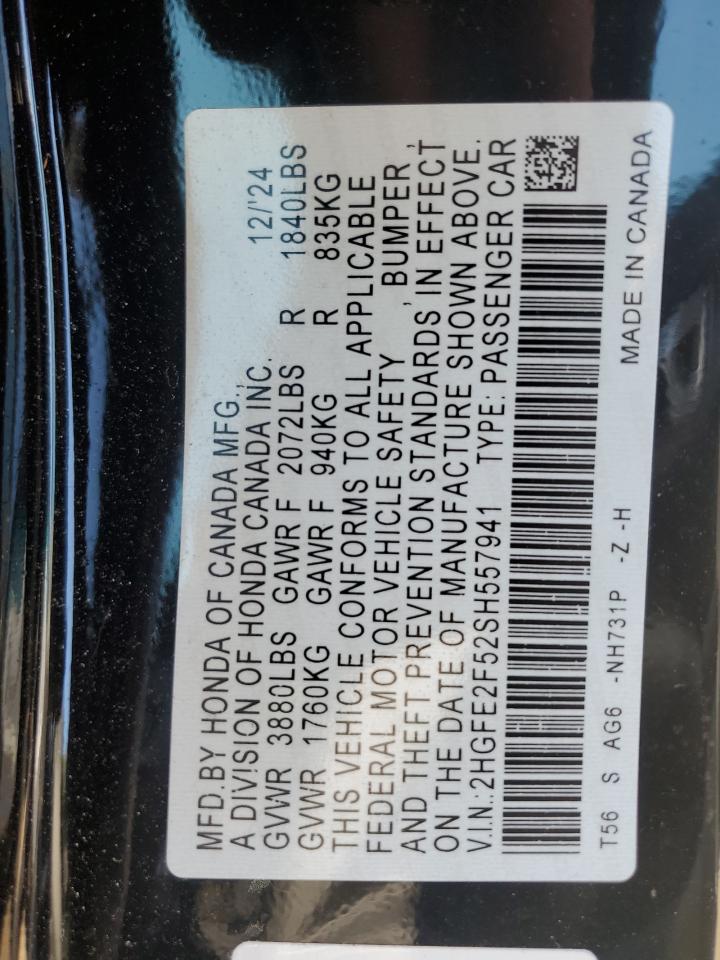 MFD.BY HONDA OF CANADA MFG., 12/'24
A DIVISION OF HONDA CANADA INC.
GVWR 3880LBS GAWR F 2072LBS R 1840LBS
GVWR 1760KG GAWR F 940KG R 835KG
THIS VEHICLE CONFORMS TO ALL APPLICABLE
FEDERAL MOTOR VEHICLE SAFETY , BUMPER ,
AND THEFT PREVENTION STANDARDS IN EFFECT
ON THE DATE OF MANUFACTURE SHOWN ABOVE.
V.I.N.:2HGFE2F52SH557941 TYPE: PASSENGER CAR
T56 S AG6 -NH731P -Z -H MADE IN CANADA